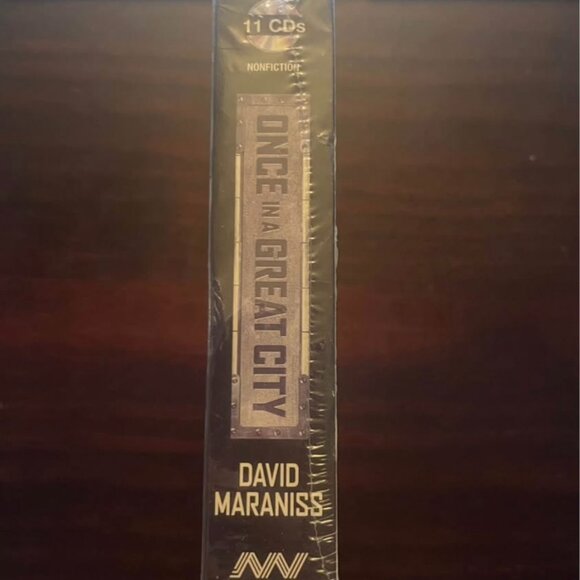 11 CDs
NONFICTION
ONCE IN A GREAT CITY
DAVID
MARANISS